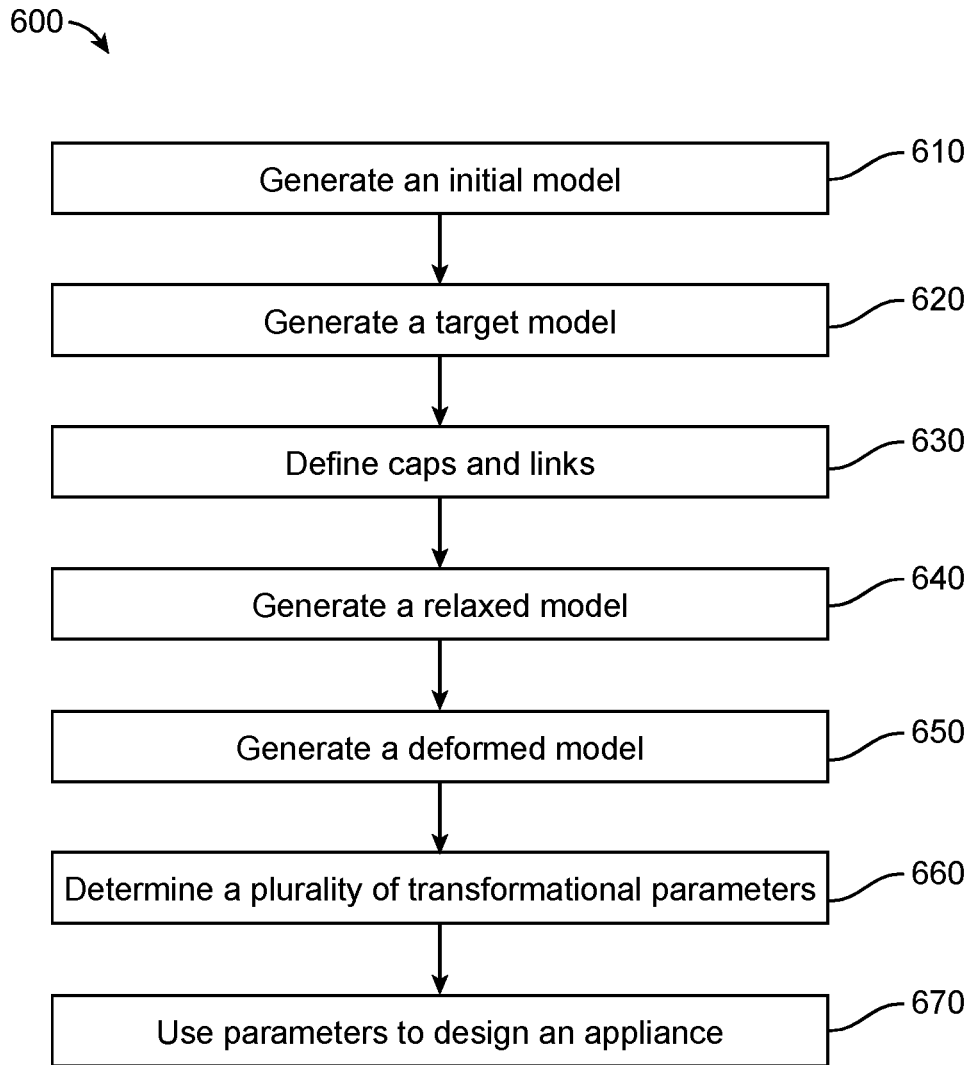 600
610
Generate an initial model
620
Generate a target model
630
Define caps and links
640
Generate a relaxed model
650
Generate a deformed model
660
Determine a plurality of transformational parameters
670
Use parameters to design an appliance